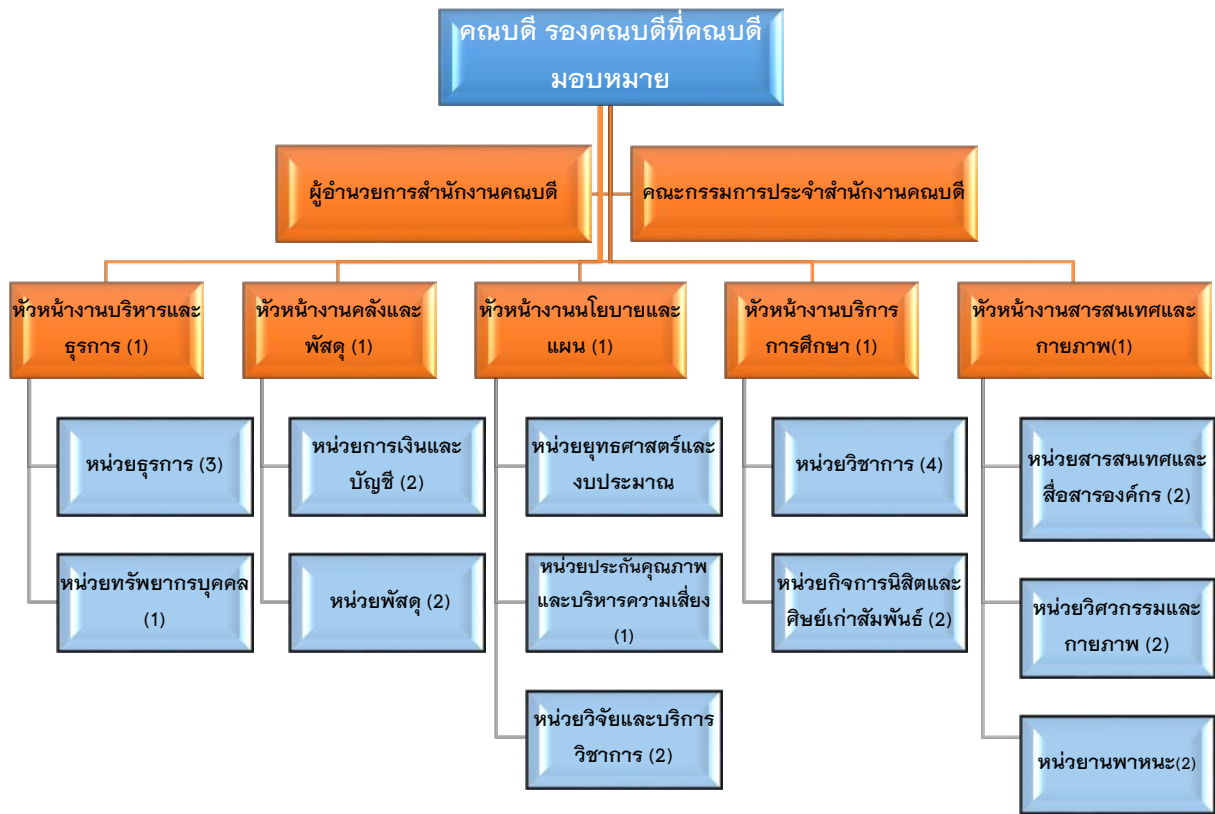 คณบดี รองคณบดีที่คณบดี
มอบหมาย
ผู้อำนวยการสำนักงานคณบดี
คณะกรรมการประจำสำนักงานคณบดี
หัวหน้างานบริหารและ
ธุรการ (1)
หน่วยธุรการ (3)
หน่วยทรัพยากรบุคคล
(1)
หัวหน้างานคลังและ
พัสดุ (1)
หน่วยการเงินและ
บัญชี (2)
หน่วยพัสดุ (2)
หัวหน้างานนโยบายและ
แผน (1)
หน่วยยุทธศาสตร์และ
งบประมาณ
หน่วยประกันคุณภาพ
และบริหารความเสี่ยง
(1)
หน่วยวิจัยและบริการ
วิชาการ (2)
หัวหน้างานบริการ
การศึกษา (1)
หน่วยวิชาการ (4)
หน่วยกิจการนิสิตและ
ศิษย์เก่าสัมพันธ์ (2)
หัวหน้างานสารสนเทศและ
กายภาพ(1)
หน่วยสารสนเทศและ
สื่อสารองค์กร (2)
หน่วยวิศวกรรมและ
กายภาพ (2)
หน่วยานพาหนะ(2)